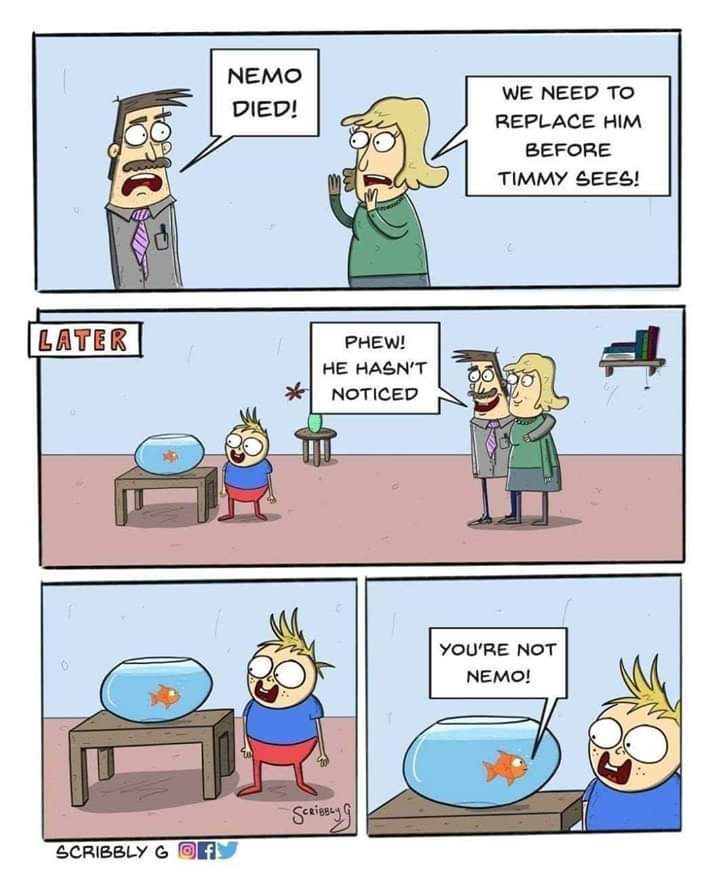 NEMO
DIED!
WE NEED TO
REPLACE HIM
BEFORE
TIMMY SEES!
LATER
PHEW!
HE HASN'T
NOTICED
SCRIBBLY G
YOU'RE NOT
NEMO!
SCRIBBLY G